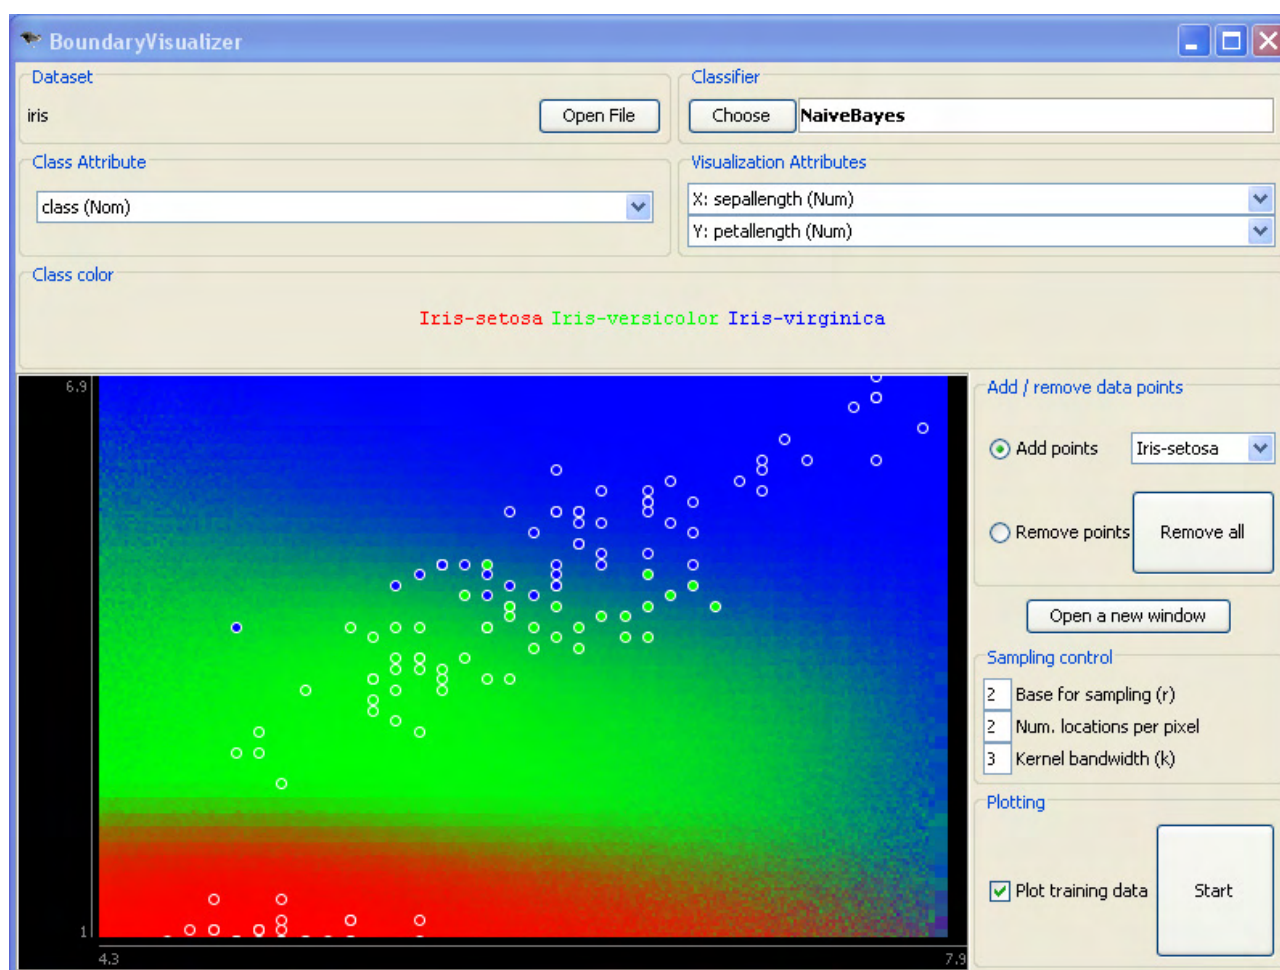 BoundaryVisualizer
Dataset
iris
Open File
Classifier
Choose
NaiveBayes
Class Attribute
class (Nom)
Visualization Attributes
X: sepallength (Num)
Y: petallength (Num)
Class color
Iris-setosa Iris-versicolor Iris-virginica
6.9
1
4.3
7.9
Add / remove data points
Add points
Iris-setosa
Remove points
Remove all
Open a new window
Sampling control
2 Base for sampling (r)
2 Num. locations per pixel
3 Kernel bandwidth (k)
Plotting
Plot training data
Start